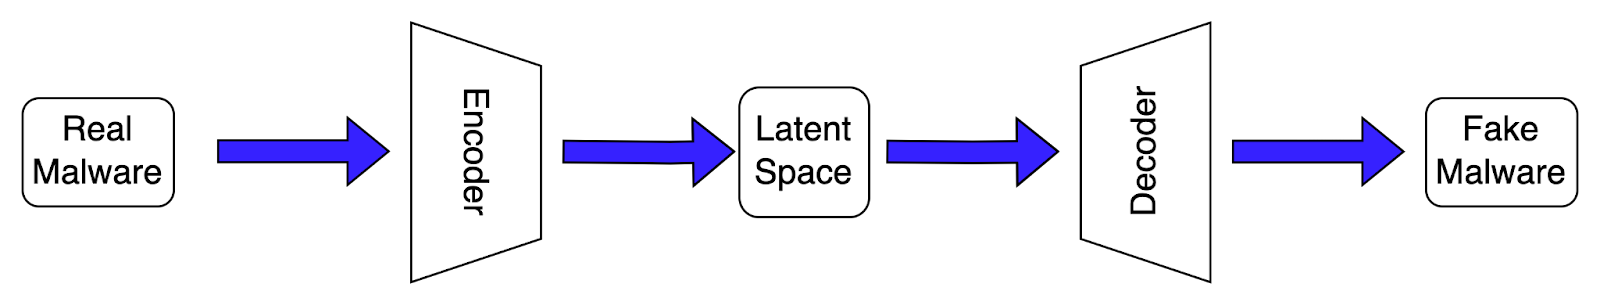 Real
Malware
Encoder
Latent
Space
Decoder
Fake
Malware